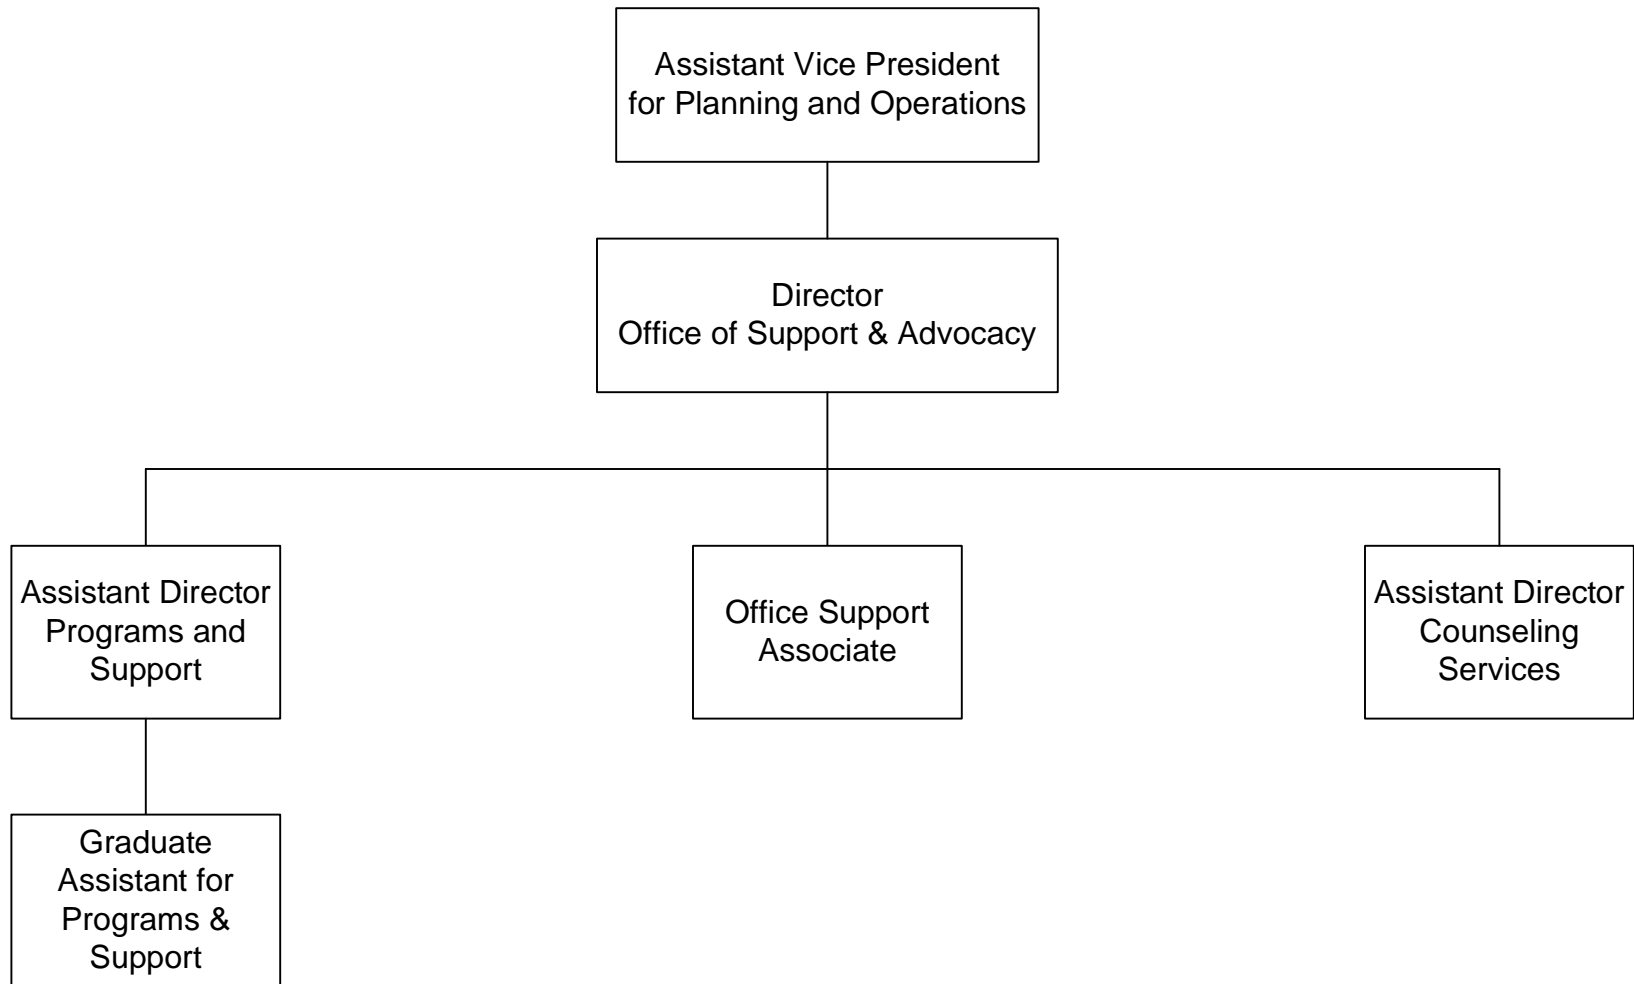 Assistant Vice President
for Planning and Operations
Director
Office of Support & Advocacy
Assistant Director
Programs and
Support
Office Support
Associate
Assistant Director
Counseling
Services
Graduate
Assistant for
Programs &
Support